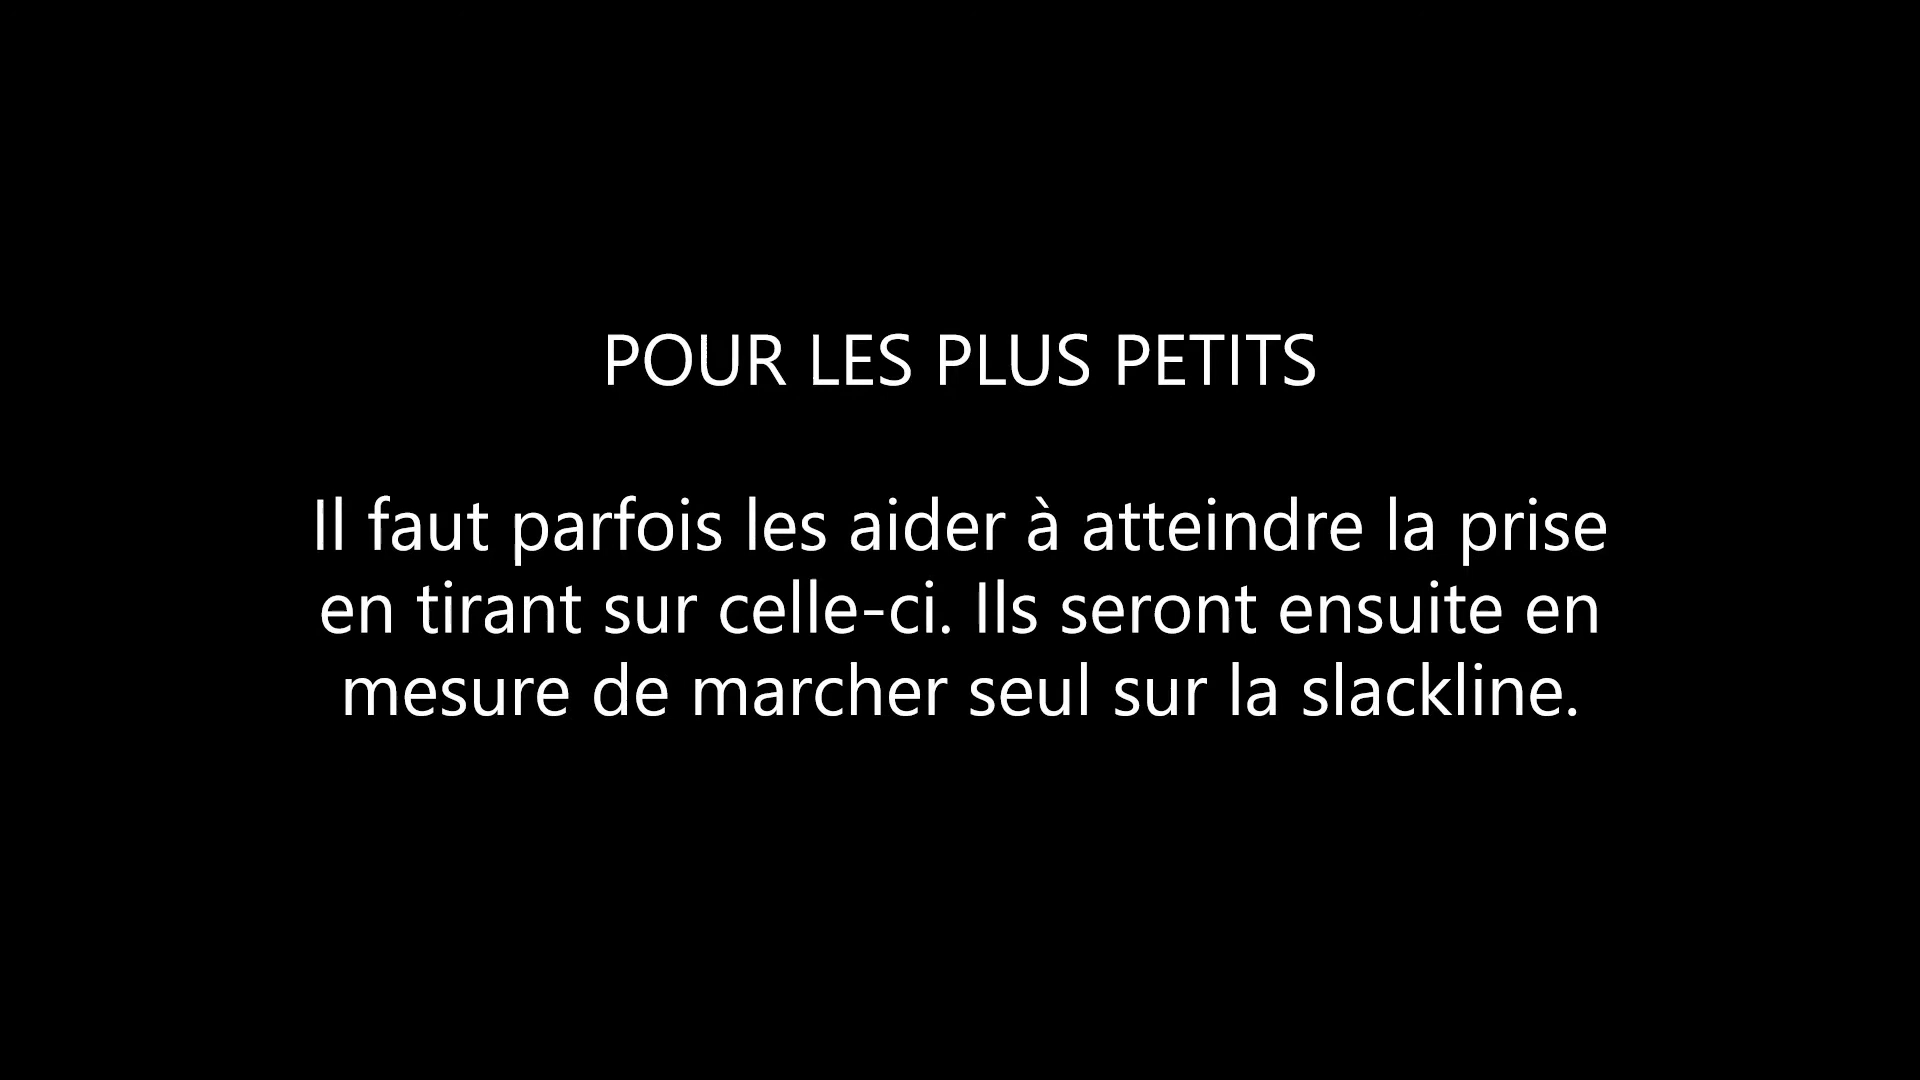 POUR LES PLUS PETITS
Il faut parfois les aider à atteindre la prise
en tirant sur celle-ci. Ils seront ensuite en
mesure de marcher seul sur la slackline.